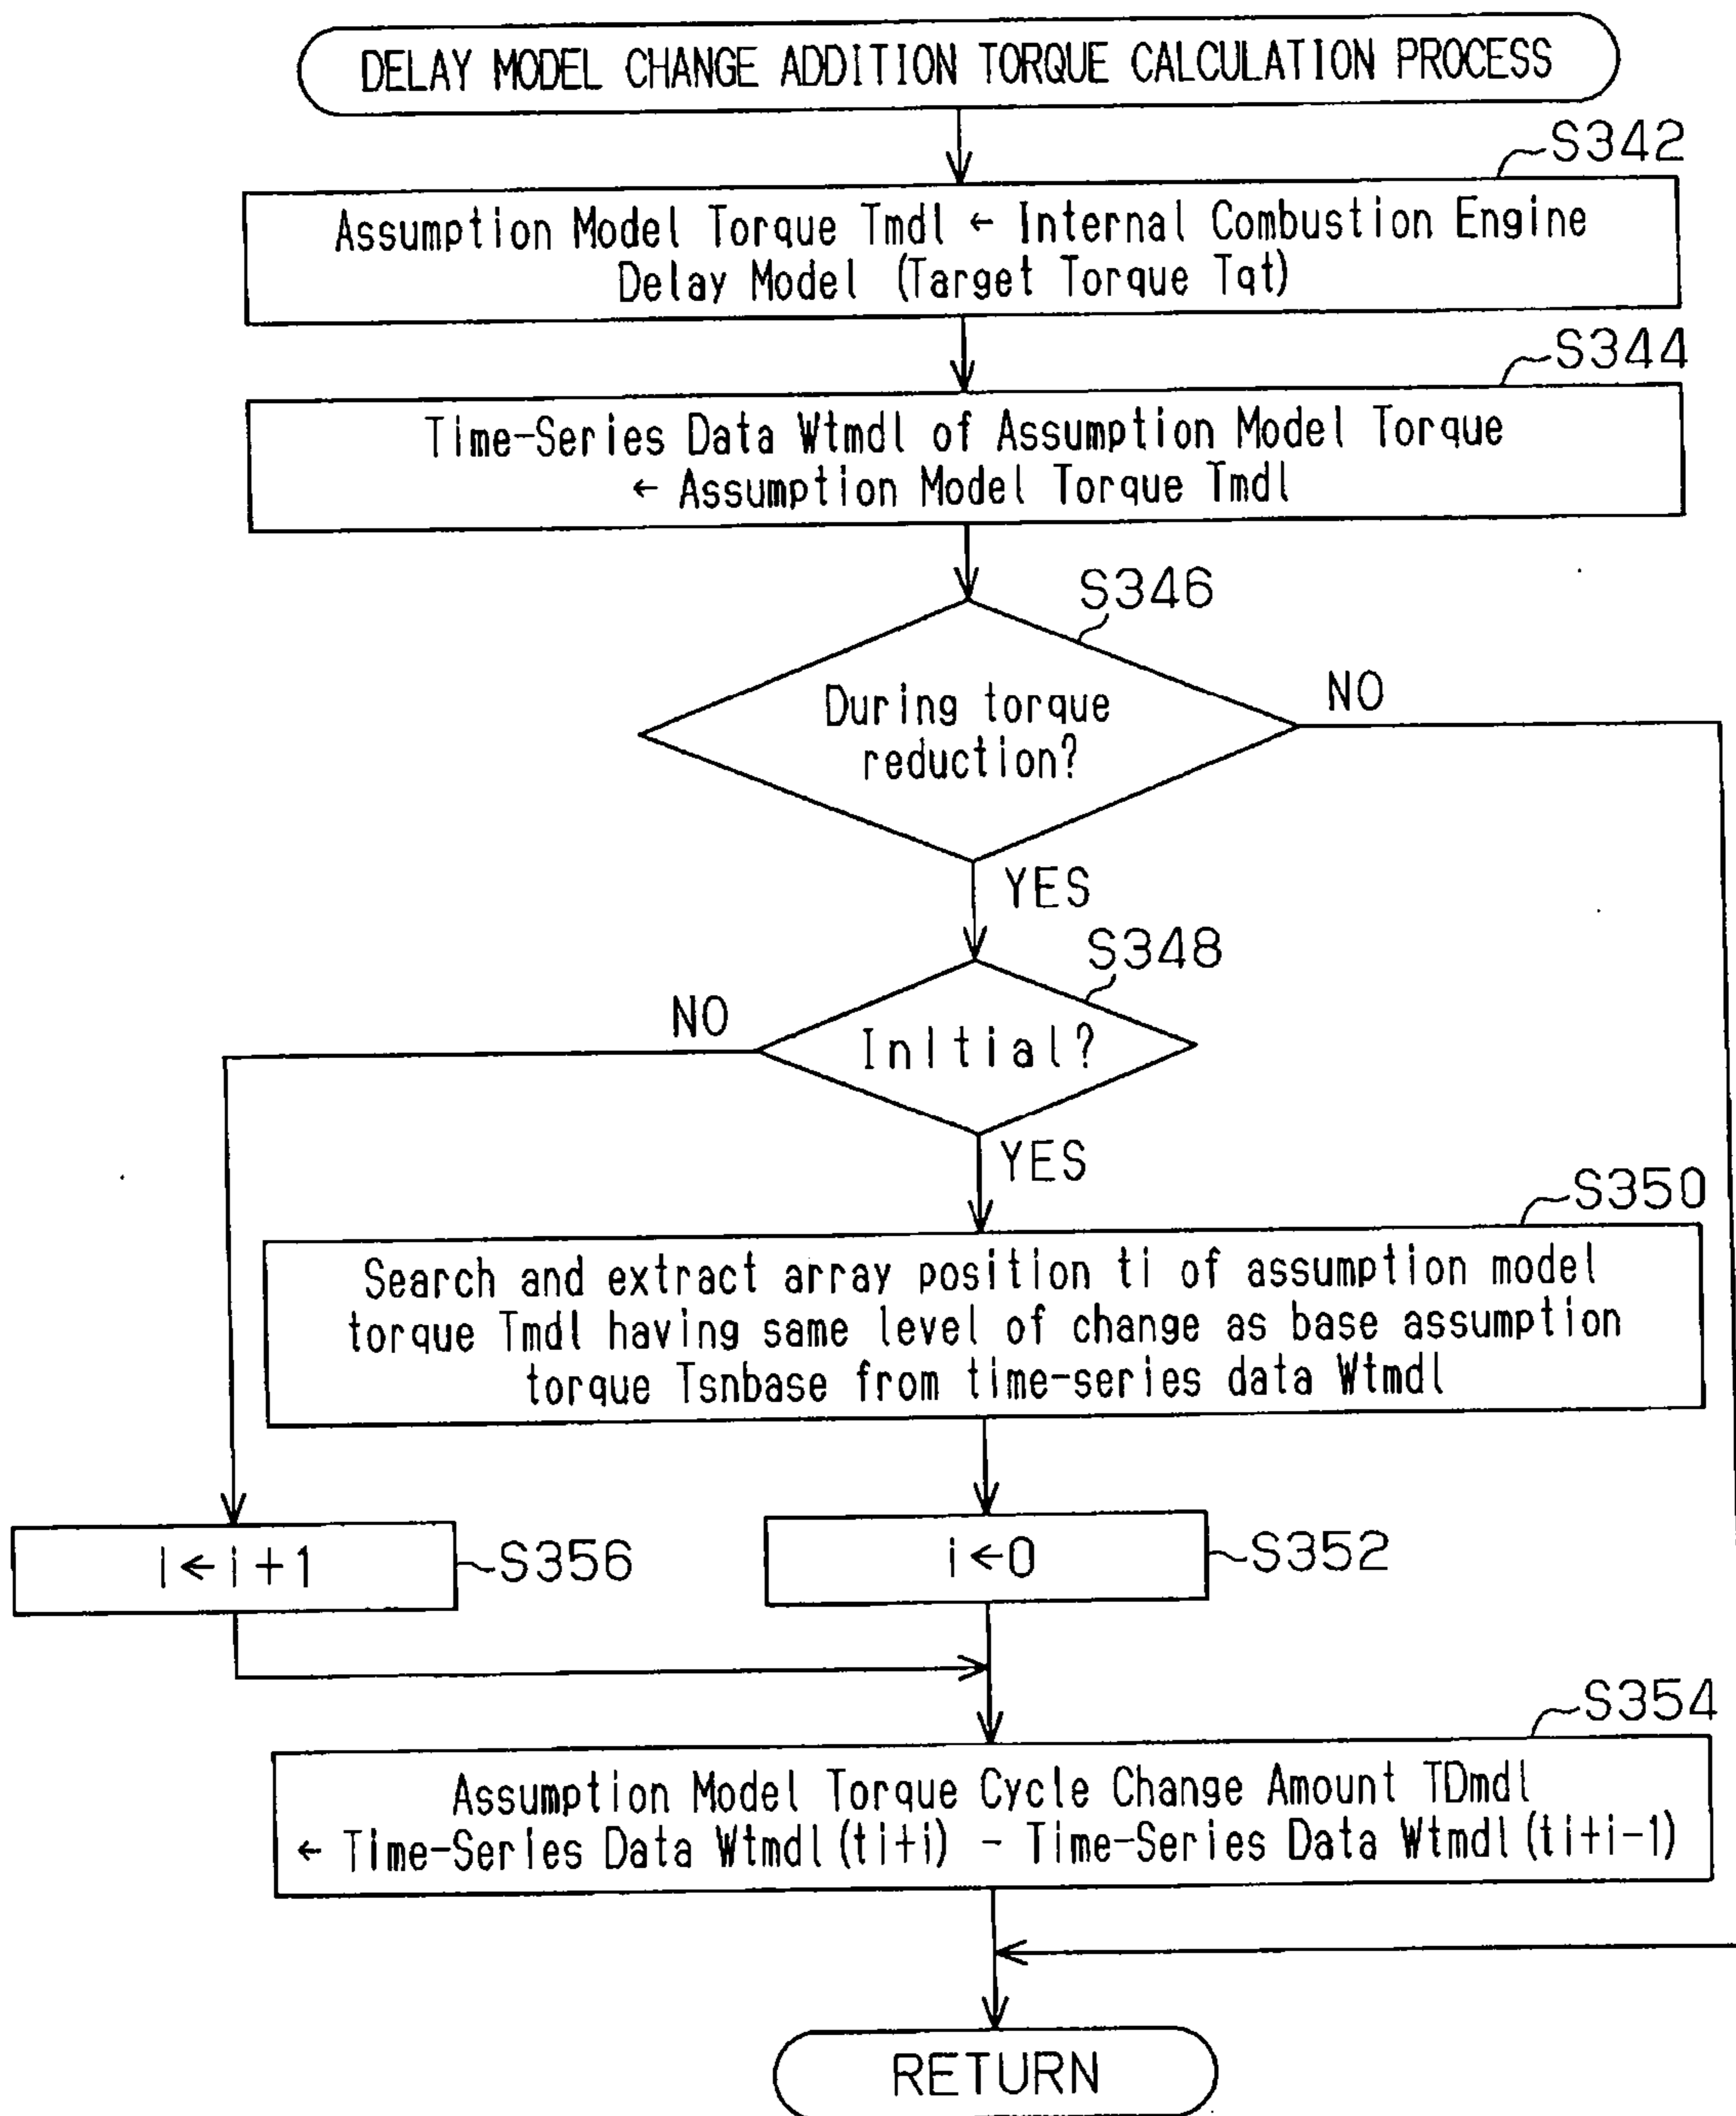 DELAY MODEL CHANGE ADDITION TORQUE CALCULATION PROCESS
S342
Assumption Model Torque Tmdl ← Internal Combustion Engine
Delay Model (Target Torque Tqt)
S344
Time-Series Data Wtmdl of Assumption Model Torque
← Assumption Model Torque Tmdl
S346
During torque
reduction?
NO
YES
S348
NO
InItial?
YES
S350
Search and extract array position ti of assumption model
torque Tmdl having same level of change as base assumption
torque Tsnbase from time-series data Wtmdl
i ← i + 1
S356
i ← 0
S352
S354
Assumption Model Torque Cycle Change Amount TDmdl
← Time-Series Data Wtmdl (ti+i) - Time-Series Data Wtmdl (ti+i-1)
RETURN